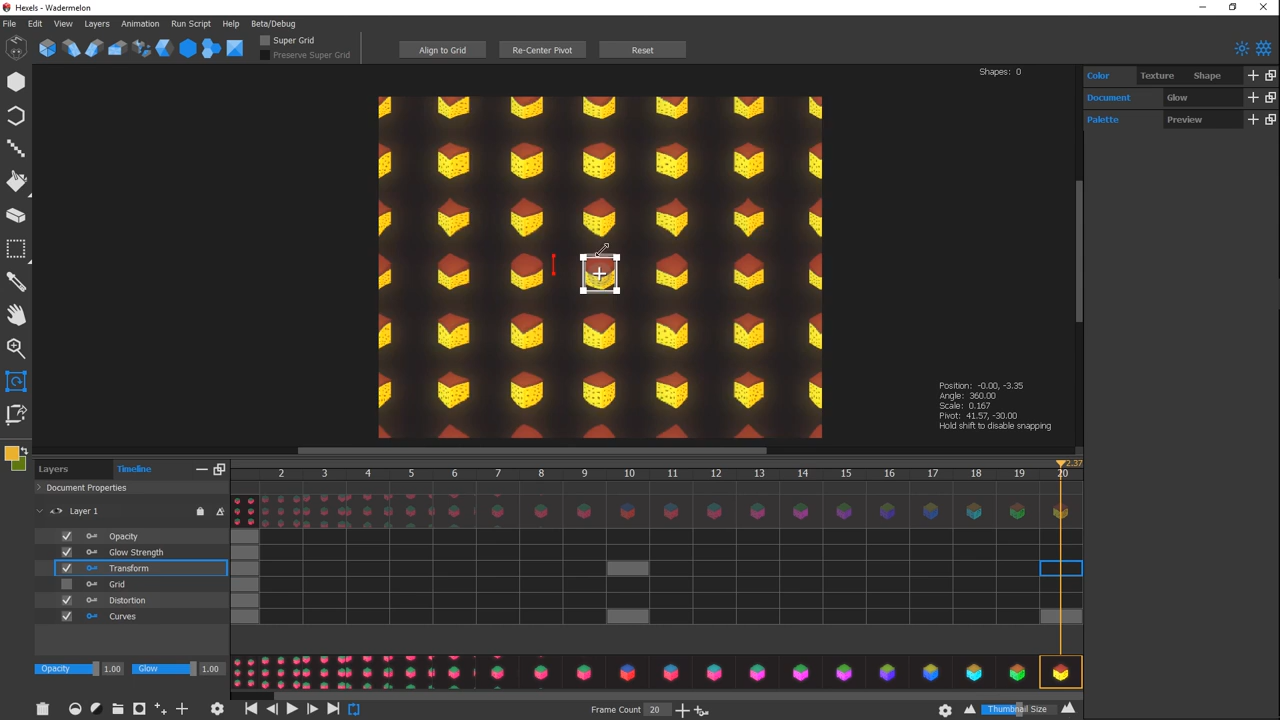 Hexels - Wadermelon
File Edit View Layers Animation Run Script Help Beta/Debug
Super Grid
Preserve Super Grid
Align to Grid Re-Center Pivot Reset
Shapes: 0
Color Texture Shape
Document Glow
Palette Preview
Position: -0.00, -3.35
Angle: 360.00
Scale: 0.167
Pivot: 41.57, -30.00
Hold shift to disable snapping
Layers Timeline
2.37
2 3 4 5 6 7 8 9 10 11 12 13 14 15 16 17 18 19 20
Document Properties
Layer 1
Opacity
Glow Strength
Transform
Grid
Distortion
Curves
Opacity 1.00 Glow 1.00
Frame Count 20
Thumbnail Size